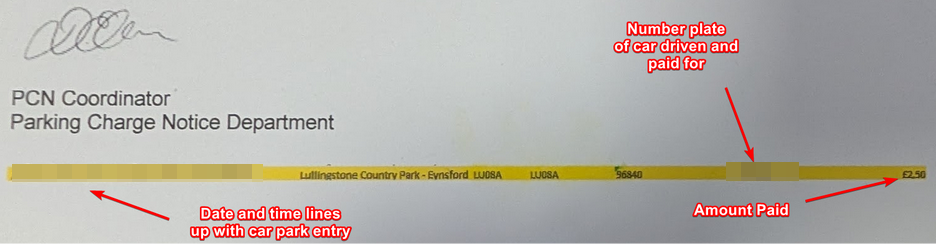 Number plate
of car driven and
paid for
PCN Coordinator
Parking Charge Notice Department
Lullingstone Country Park - Eynsford LU08A LU08A 96840 £2.50
Date and time lines
up with car park entry
Amount Paid